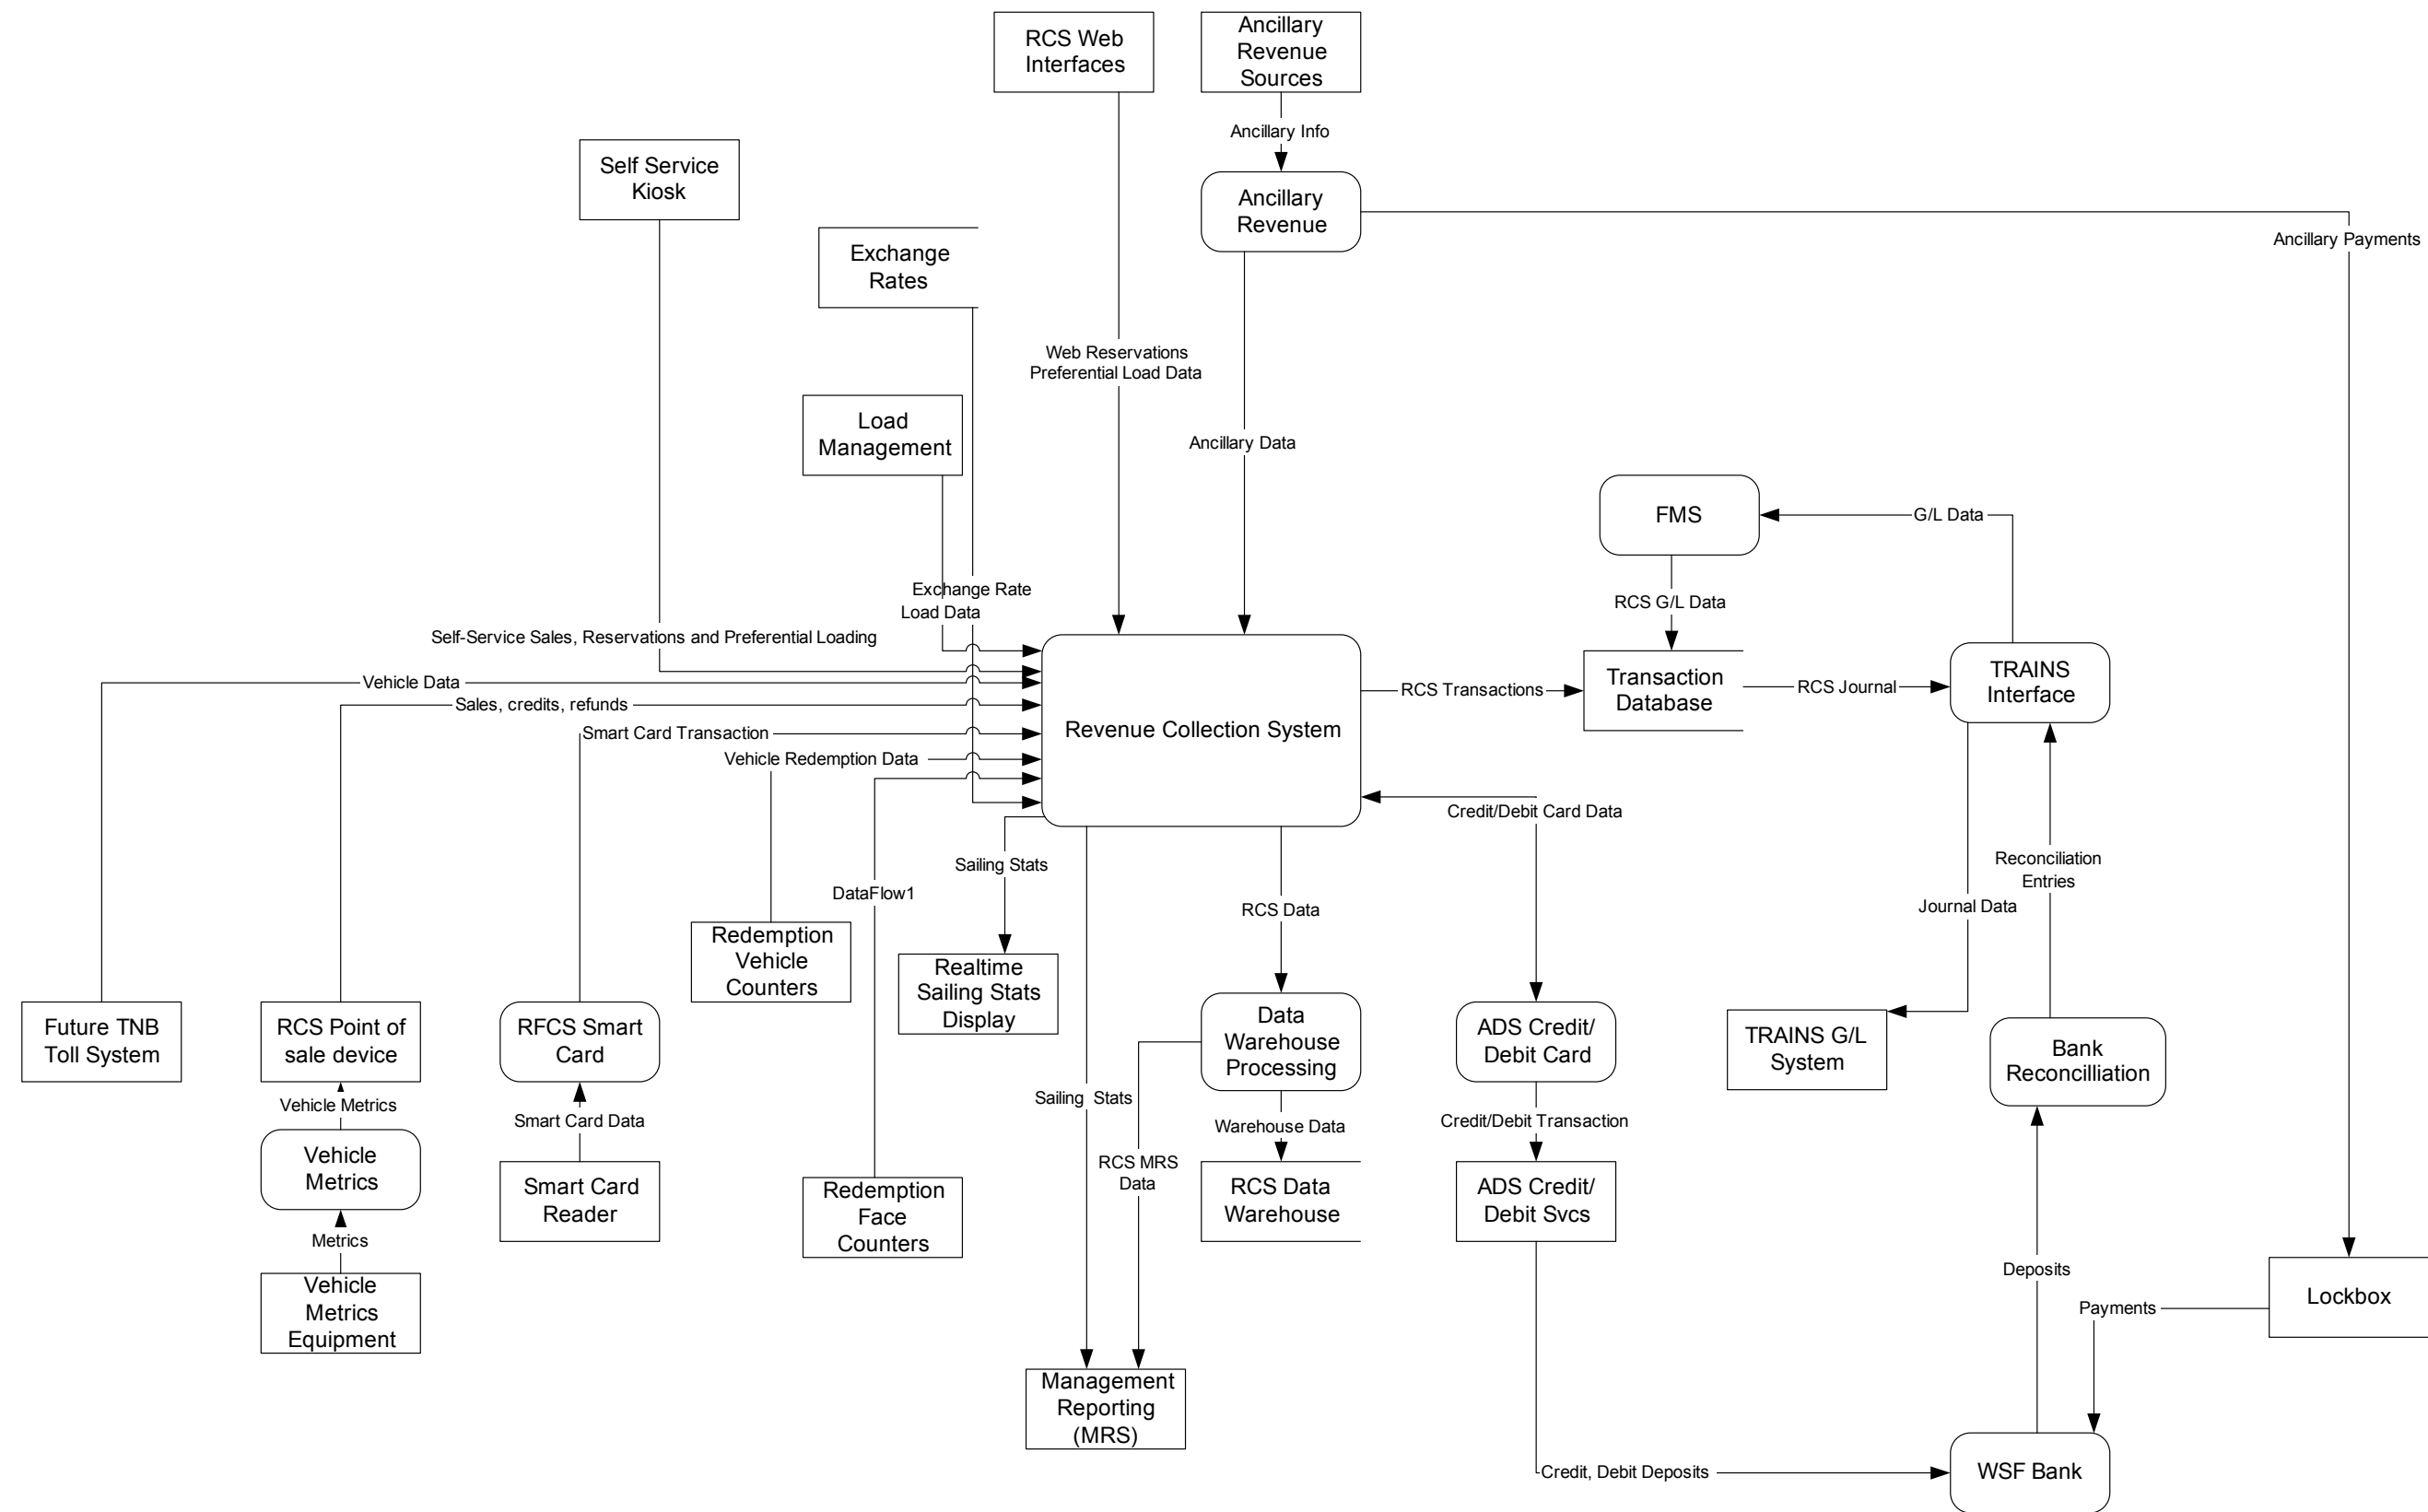 RCS Web
Interfaces
Ancillary
Revenue
Sources
Ancillary Info
Self Service
Kiosk
Ancillary
Revenue
Ancillary Payments
Exchange
Rates
Web Reservations
Preferential Load Data
Load
Management
Ancillary Data
FMS
G/L Data
Exchange Rate
Load Data
RCS G/L Data
Self-Service Sales, Reservations and Preferential Loading
Vehicle Data
Sales, credits, refunds
Smart Card Transaction
Vehicle Redemption Data
Revenue Collection System
RCS Transactions
Transaction
Database
RCS Journal
TRAINS
Interface
Credit/Debit Card Data
Sailing Stats
DataFlow1
RCS Data
Reconciliation
Entries
Journal Data
Redemption
Vehicle
Counters
Realtime
Sailing Stats
Display
Future TNB
Toll System
RCS Point of
sale device
RFCS Smart
Card
Data
Warehouse
Processing
ADS Credit/
Debit Card
TRAINS G/L
System
Bank
Reconcilliation
Vehicle Metrics
Smart Card Data
Sailing  Stats
Warehouse Data
Credit/Debit Transaction
Vehicle
Metrics
Smart Card
Reader
Redemption
Face
Counters
RCS MRS
Data
RCS Data
Warehouse
ADS Credit/
Debit Svcs
Metrics
Vehicle
Metrics
Equipment
Deposits
Payments
Lockbox
Management
Reporting
(MRS)
Credit, Debit Deposits
WSF Bank